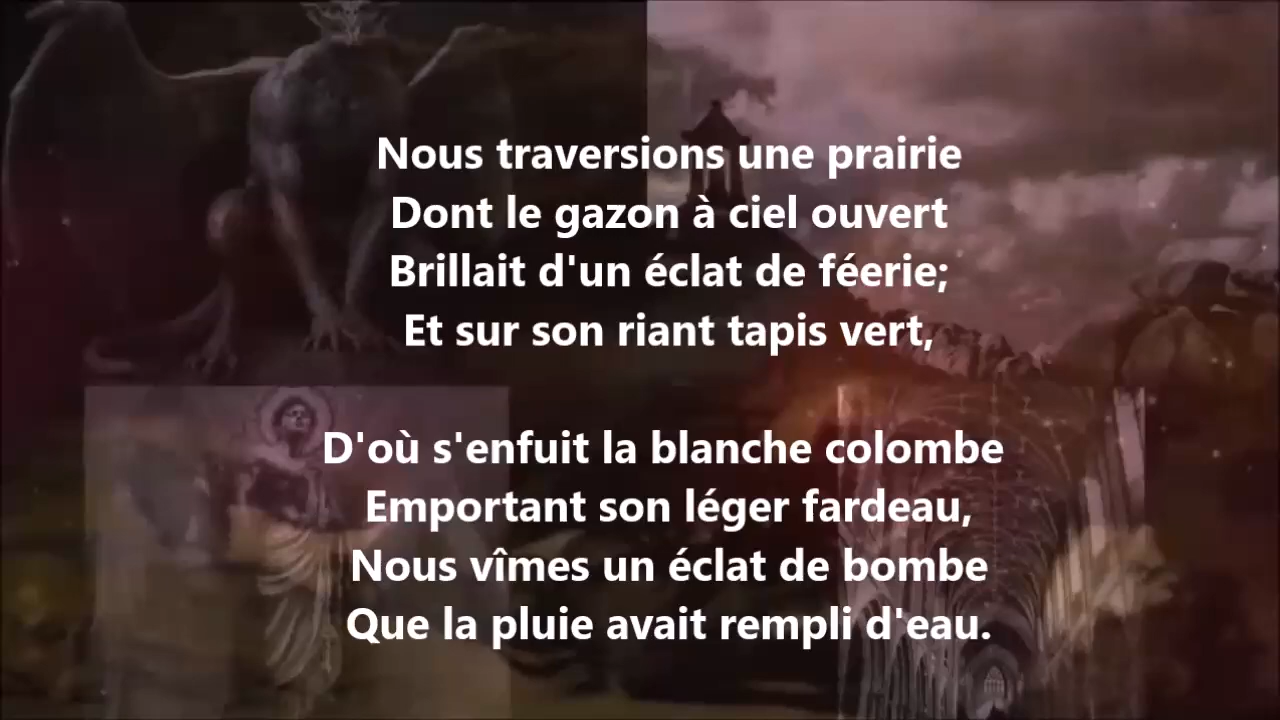 Nous traversions une prairie
Dont le gazon à ciel ouvert
Brillait d'un éclat de féerie;
Et sur son riant tapis vert,
D'où s'enfuit la blanche colombe
Emportant son léger fardeau,
Nous vîmes un éclat de bombe
Que la pluie avait rempli d'eau.